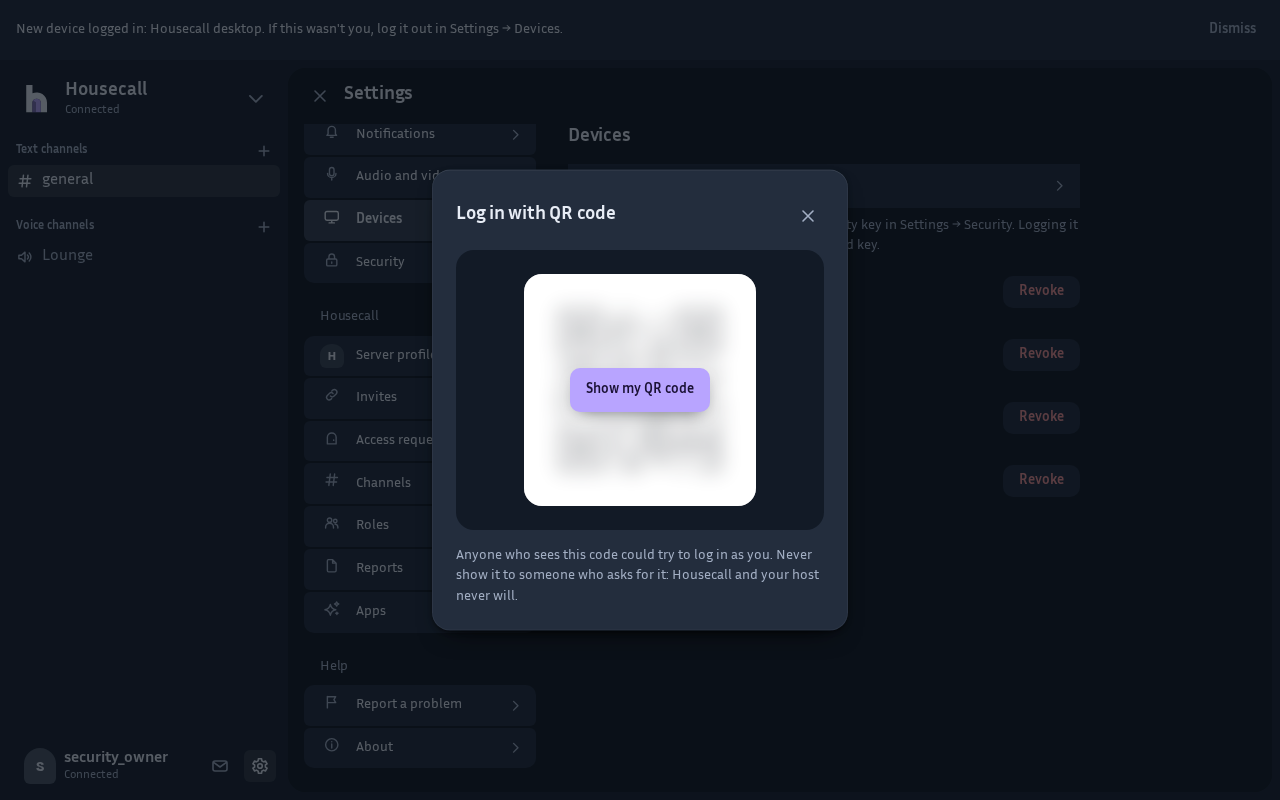 New device logged in: Housecall desktop. If this wasn't you, log it out in Settings → Devices.
Dismiss
Housecall
Connected
Text channels
general
Voice channels
Lounge
security_owner
Connected
S
Settings
Notifications
Audio and vid
Devices
Security
Housecall
H
Server profile
Invites
Access reque
Channels
Roles
Reports
Apps
Help
Report a problem
About
Devices
key in Settings → Security. Logging it
key.
Revoke
Revoke
Revoke
Revoke
Log in with QR code
Show my QR code
Anyone who sees this code could try to log in as you. Never
show it to someone who asks for it: Housecall and your host
never will.